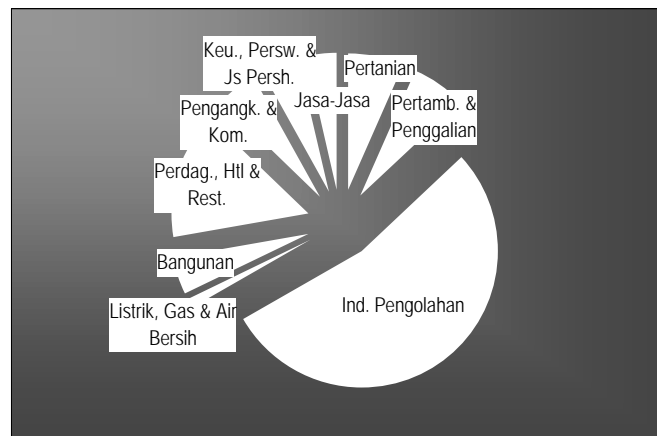 Keu., Persw. &
Js Persh.
Pertanian
Jasa-Jasa
Pertamb. &
Penggalian
Pengangk. &
Kom.
Perdag., Htl &
Rest.
Bangunan
Ind. Pengolahan
Listrik, Gas & Air
Bersih